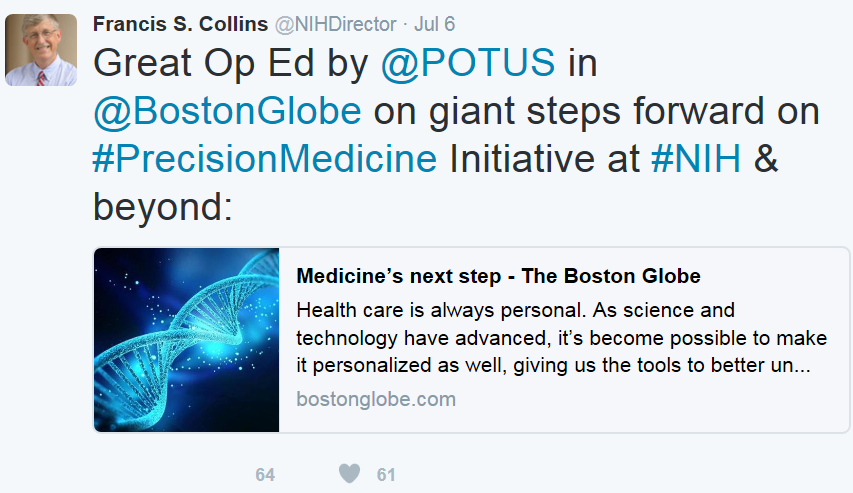 Francis S. Collins @NIHDirector · Jul 6
Great Op Ed by @POTUS in
@BostonGlobe on giant steps forward on
#PrecisionMedicine Initiative at #NIH &
beyond:
Medicine’s next step - The Boston Globe
Health care is always personal. As science and
technology have advanced, it’s become possible to make
it personalized as well, giving us the tools to better un...
bostonglobe.com
64 61